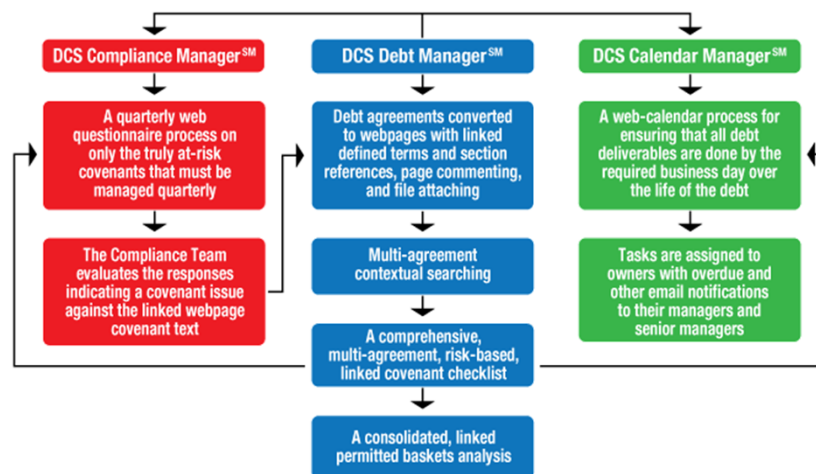 DCS Compliance Manager℠
DCS Debt Manager℠
DCS Calendar Manager℠
A quarterly web
questionnaire process on
only the truly at-risk
covenants that must be
managed quarterly
The Compliance Team
evaluates the responses
indicating a covenant issue
against the linked webpage
covenant text
Debt agreements converted
to webpages with linked
defined terms and section
references, page commenting,
and file attaching
Multi-agreement
contextual searching
A comprehensive,
multi-agreement, risk-based,
linked covenant checklist
A consolidated, linked
permitted baskets analysis
A web-calendar process for
ensuring that all debt
deliverables are done by the
required business day over
the life of the debt
Tasks are assigned to
owners with overdue and
other email notifications
to their managers and
senior managers